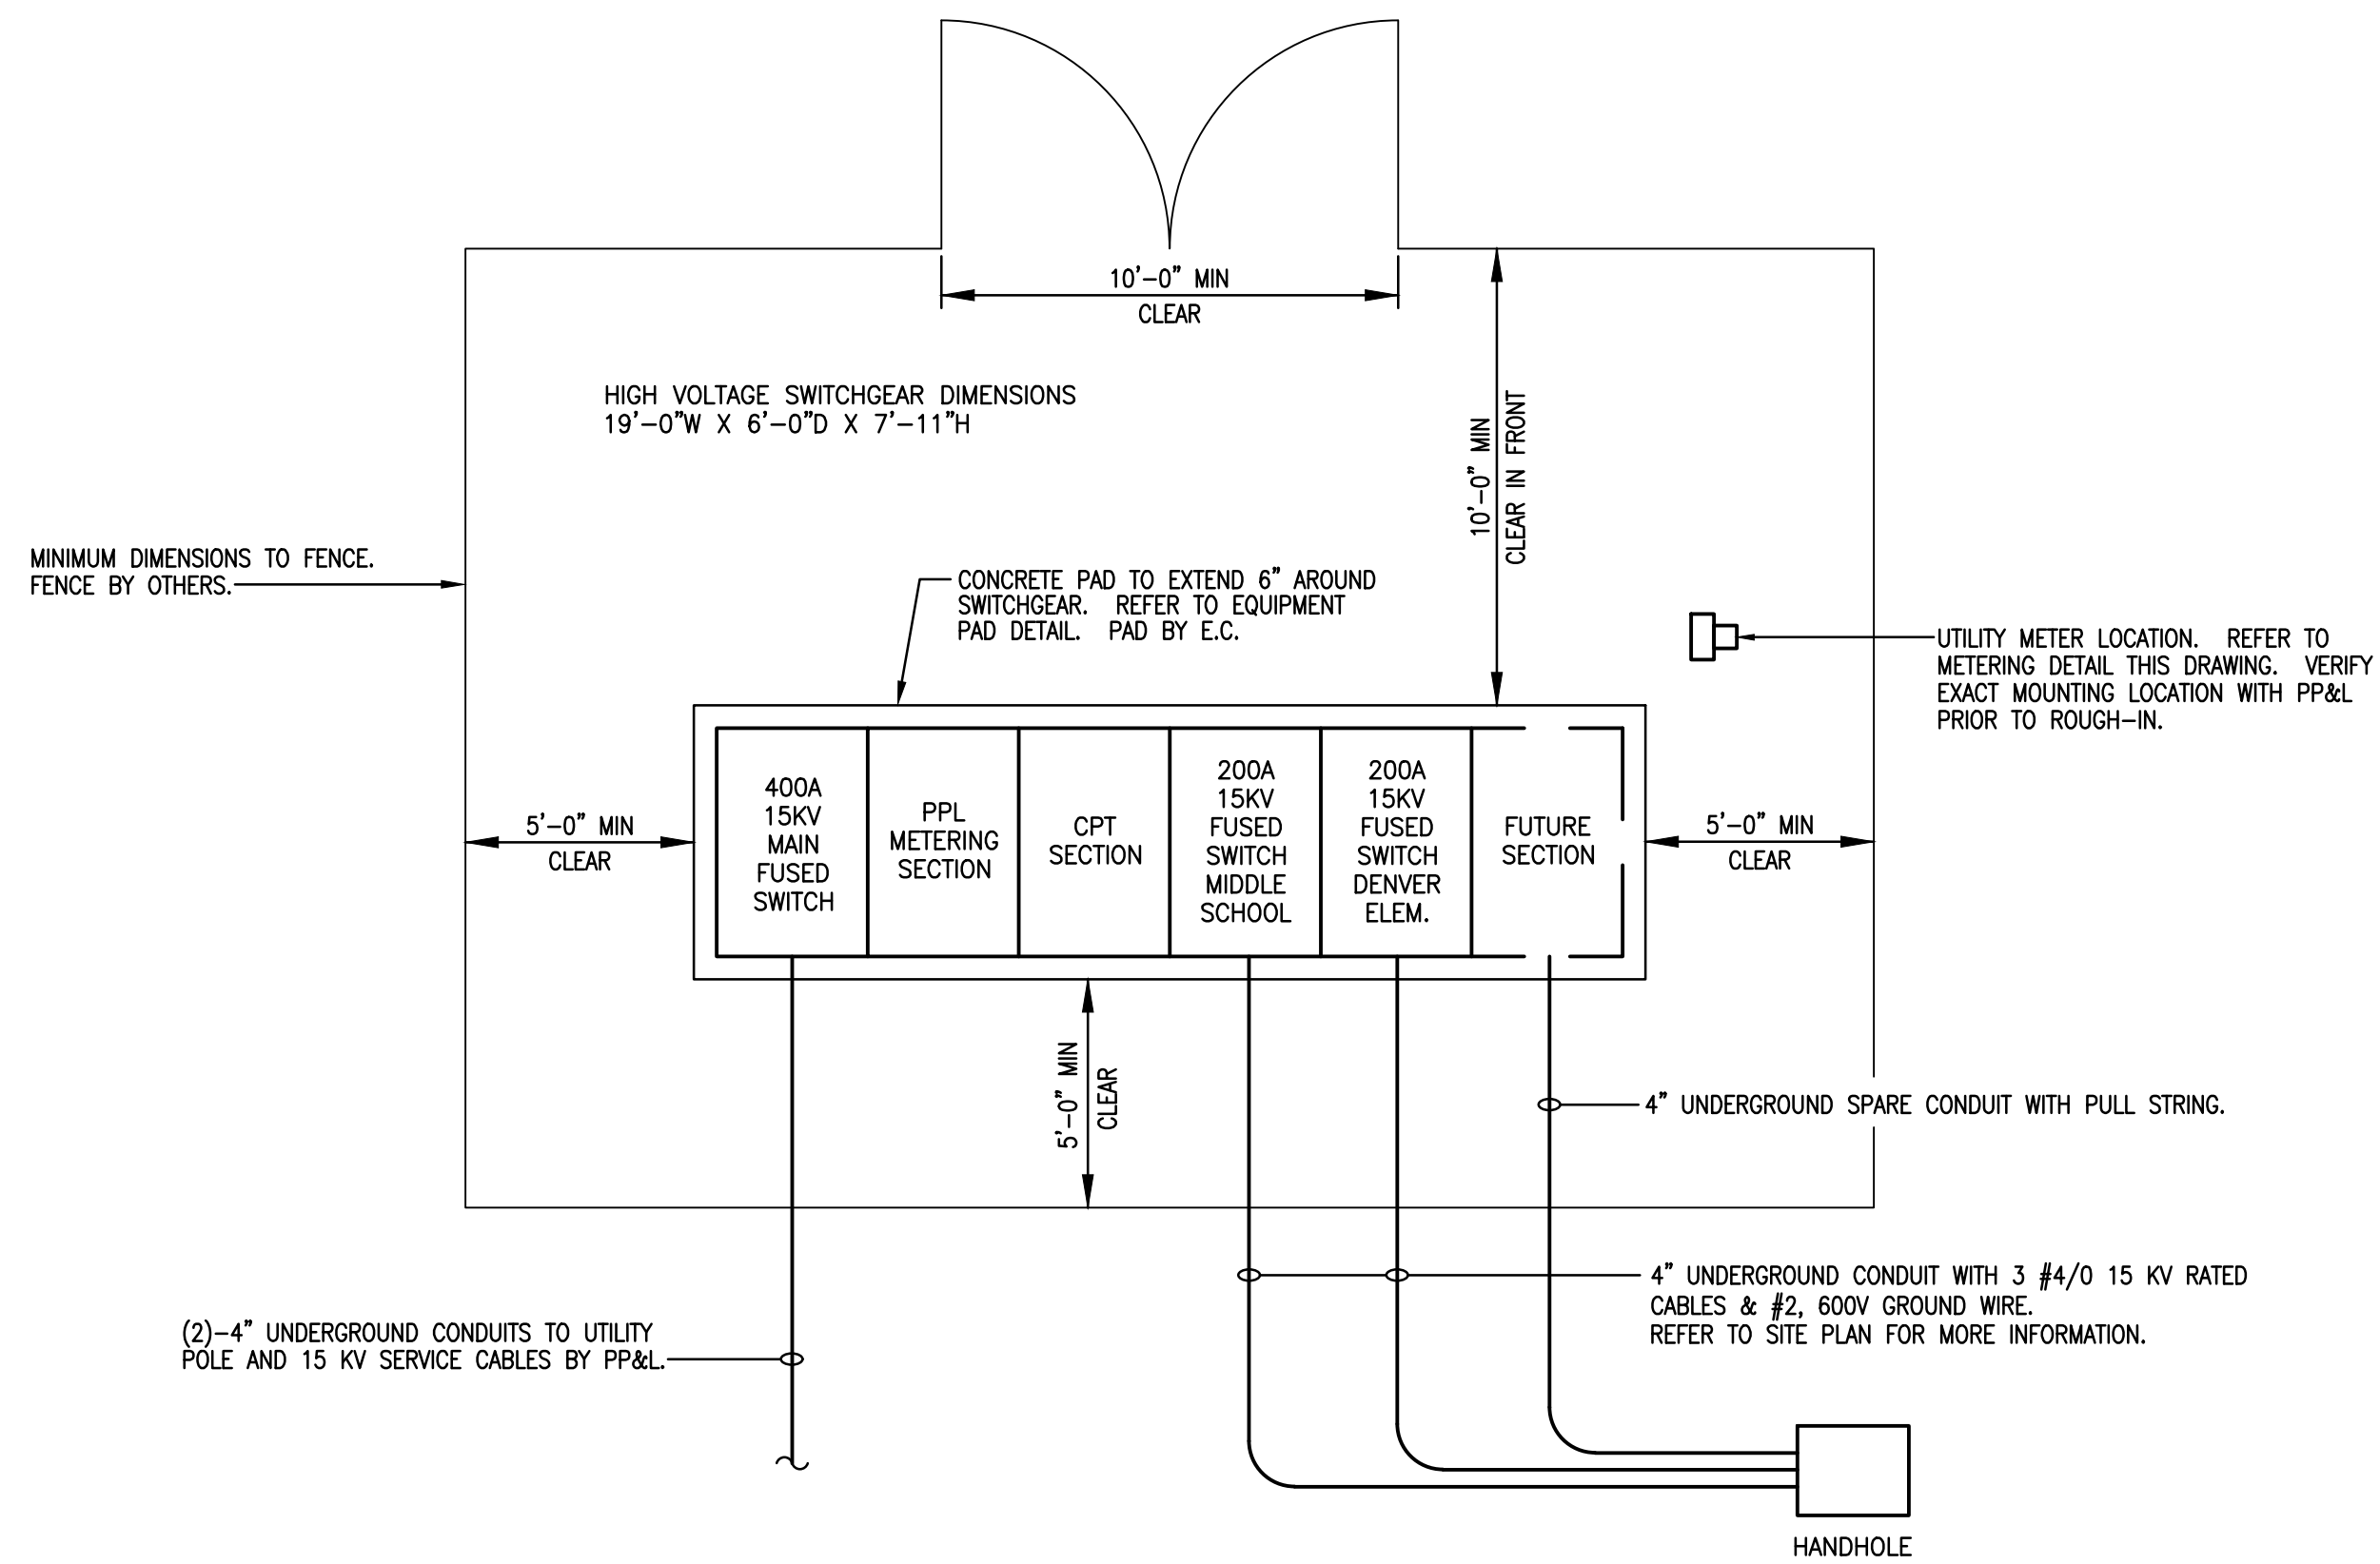 10'-0" MIN
CLEAR
HIGH VOLTAGE SWITCHGEAR DIMENSIONS
19'-0"W X 6'-0"D X 7'-11"H
10'-0" MIN
CLEAR IN FRONT
MINIMUM DIMENSIONS TO FENCE.
FENCE BY OTHERS.
CONCRETE PAD TO EXTEND 6" AROUND
SWITCHGEAR. REFER TO EQUIPMENT
PAD DETAIL. PAD BY E.C.
UTILITY METER LOCATION. REFER TO
METERING DETAIL THIS DRAWING. VERIFY
EXACT MOUNTING LOCATION WITH PP&L
PRIOR TO ROUGH-IN.
5'-0" MIN
CLEAR
400A
15KV
MAIN
FUSED
SWITCH
PPL
METERING
SECTION
CPT
SECTION
200A
15KV
FUSED
SWITCH
MIDDLE
SCHOOL
200A
15KV
FUSED
SWITCH
DENVER
ELEM.
FUTURE
SECTION
5'-0" MIN
CLEAR
5'-0" MIN
CLEAR
4" UNDERGROUND SPARE CONDUIT WITH PULL STRING.
4" UNDERGROUND CONDUIT WITH 3 #4/0 15 KV RATED
CABLES & #2, 600V GROUND WIRE.
REFER TO SITE PLAN FOR MORE INFORMATION.
(2)-4" UNDERGROUND CONDUITS TO UTILITY
POLE AND 15 KV SERVICE CABLES BY PP&L.
HANDHOLE